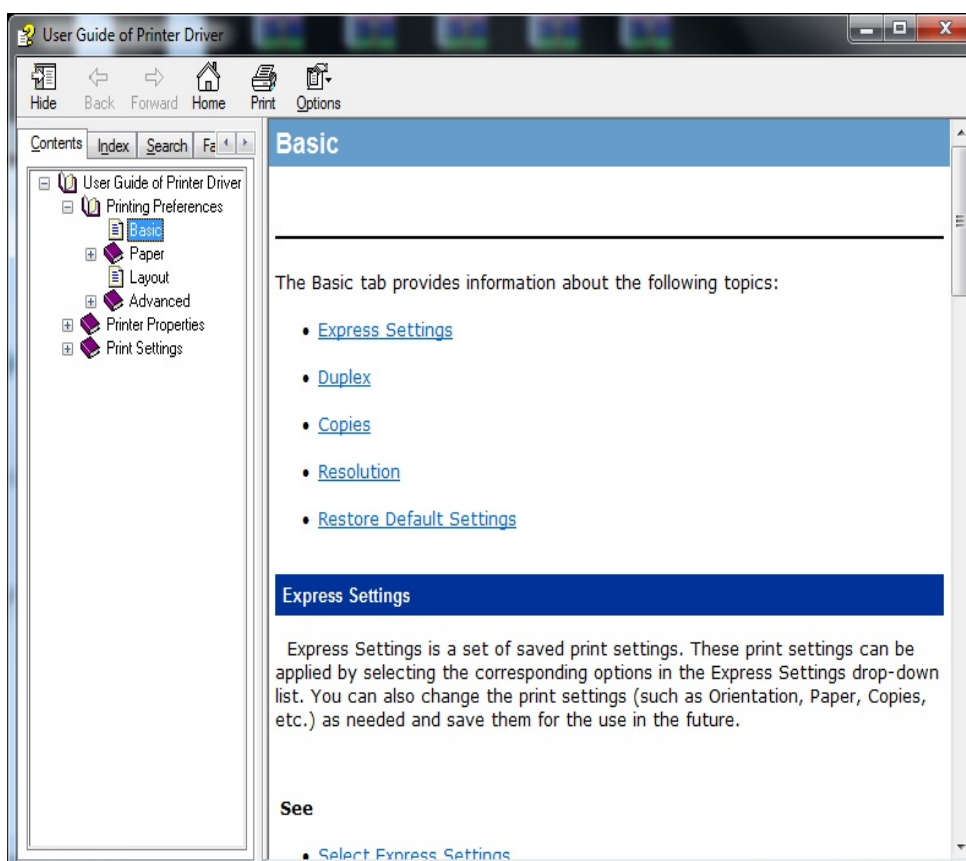 User Guide of Printer Driver
Hide Back Forward Home Print Options
Contents Index Search Fa
User Guide of Printer Driver
Printing Preferences
Basic
Paper
Layout
Advanced
Printer Properties
Print Settings
Basic
The Basic tab provides information about the following topics:
Express Settings
Duplex
Copies
Resolution
Restore Default Settings
Express Settings
Express Settings is a set of saved print settings. These print settings can be
applied by selecting the corresponding options in the Express Settings drop-down
list. You can also change the print settings (such as Orientation, Paper, Copies,
etc.) as needed and save them for the use in the future.
See
Select Express Settings